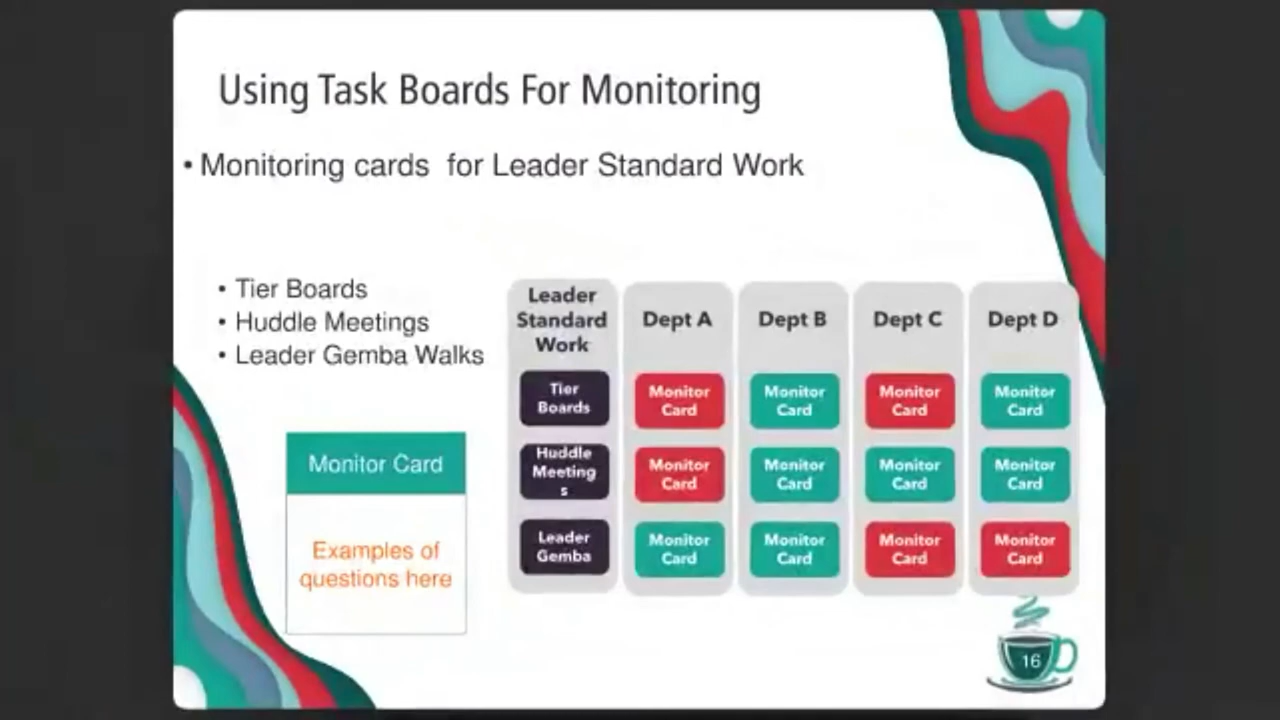 Using Task Boards For Monitoring
• Monitoring cards for Leader Standard Work
• Tier Boards
• Huddle Meetings
• Leader Gemba Walks
Monitor Card
Examples of
questions here
Leader
Standard
Work
Dept A
Dept B
Dept C
Dept D
Tier
Boards
Monitor
Card
Monitor
Card
Monitor
Card
Monitor
Card
Huddle
Meeting
s
Monitor
Card
Monitor
Card
Monitor
Card
Monitor
Card
Leader
Gemba
Monitor
Card
Monitor
Card
Monitor
Card
Monitor
Card
16